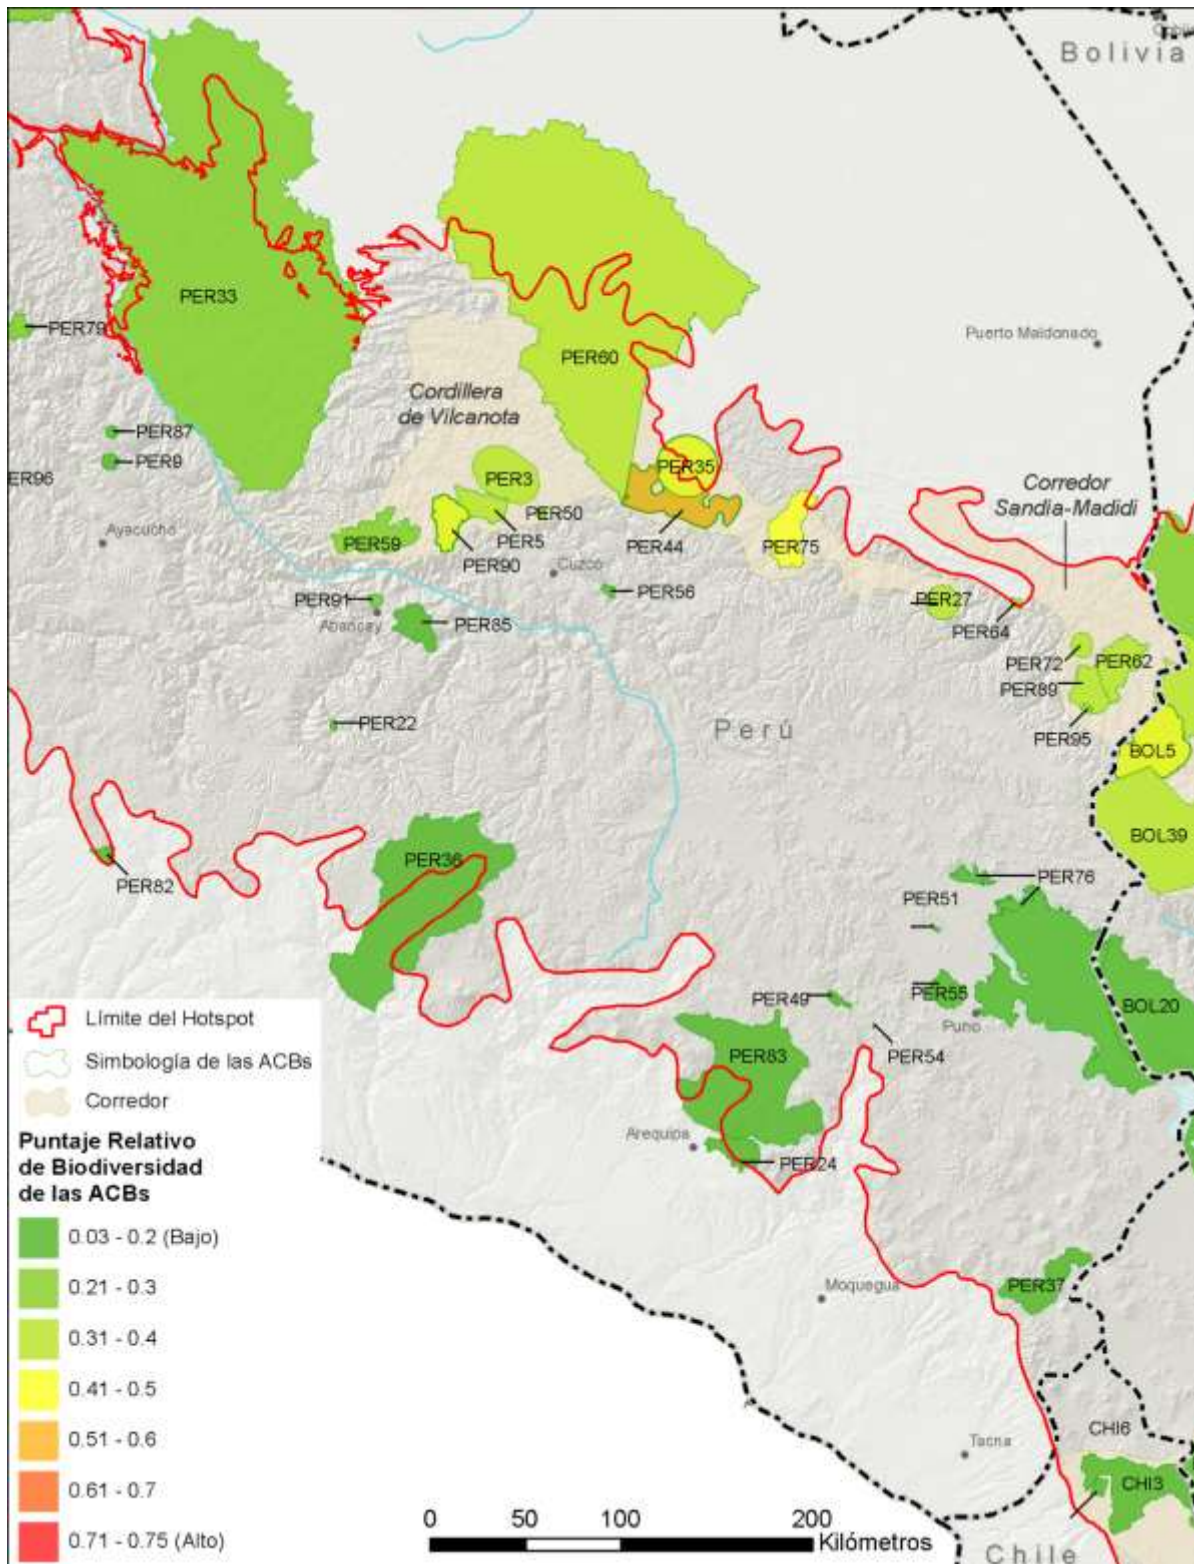 Cobija
Bolivia
PER33
PER79
PER60
Puerto Maldonado
Cordillera
de Vilcanota
PER87
PER9
ER96
PER3
PER35
Corredor
Sandia-Madidi
Ayacucho
PER59
PER50
PER5
PER90
Cuzco
PER44
PER75
PER91
Abancay
PER85
PER56
PER27
PER64
PER72
PER62
PER89
PER95
PER22
Perú
BOL5
BOL39
PER82
PER36
PER76
PER51
PER49
PER55
Puno
BOL20
PER54
PER83
Arequipa
PER24
Moquegua
PER37
Tacna
CHI6
CHI3
Chile
Límite del Hotspot
Simbología de las ACBs
Corredor
Puntaje Relativo
de Biodiversidad
de las ACBs
0.03 - 0.2 (Bajo)
0.21 - 0.3
0.31 - 0.4
0.41 - 0.5
0.51 - 0.6
0.61 - 0.7
0.71 - 0.75 (Alto)
0 50 100 200
Kilómetros